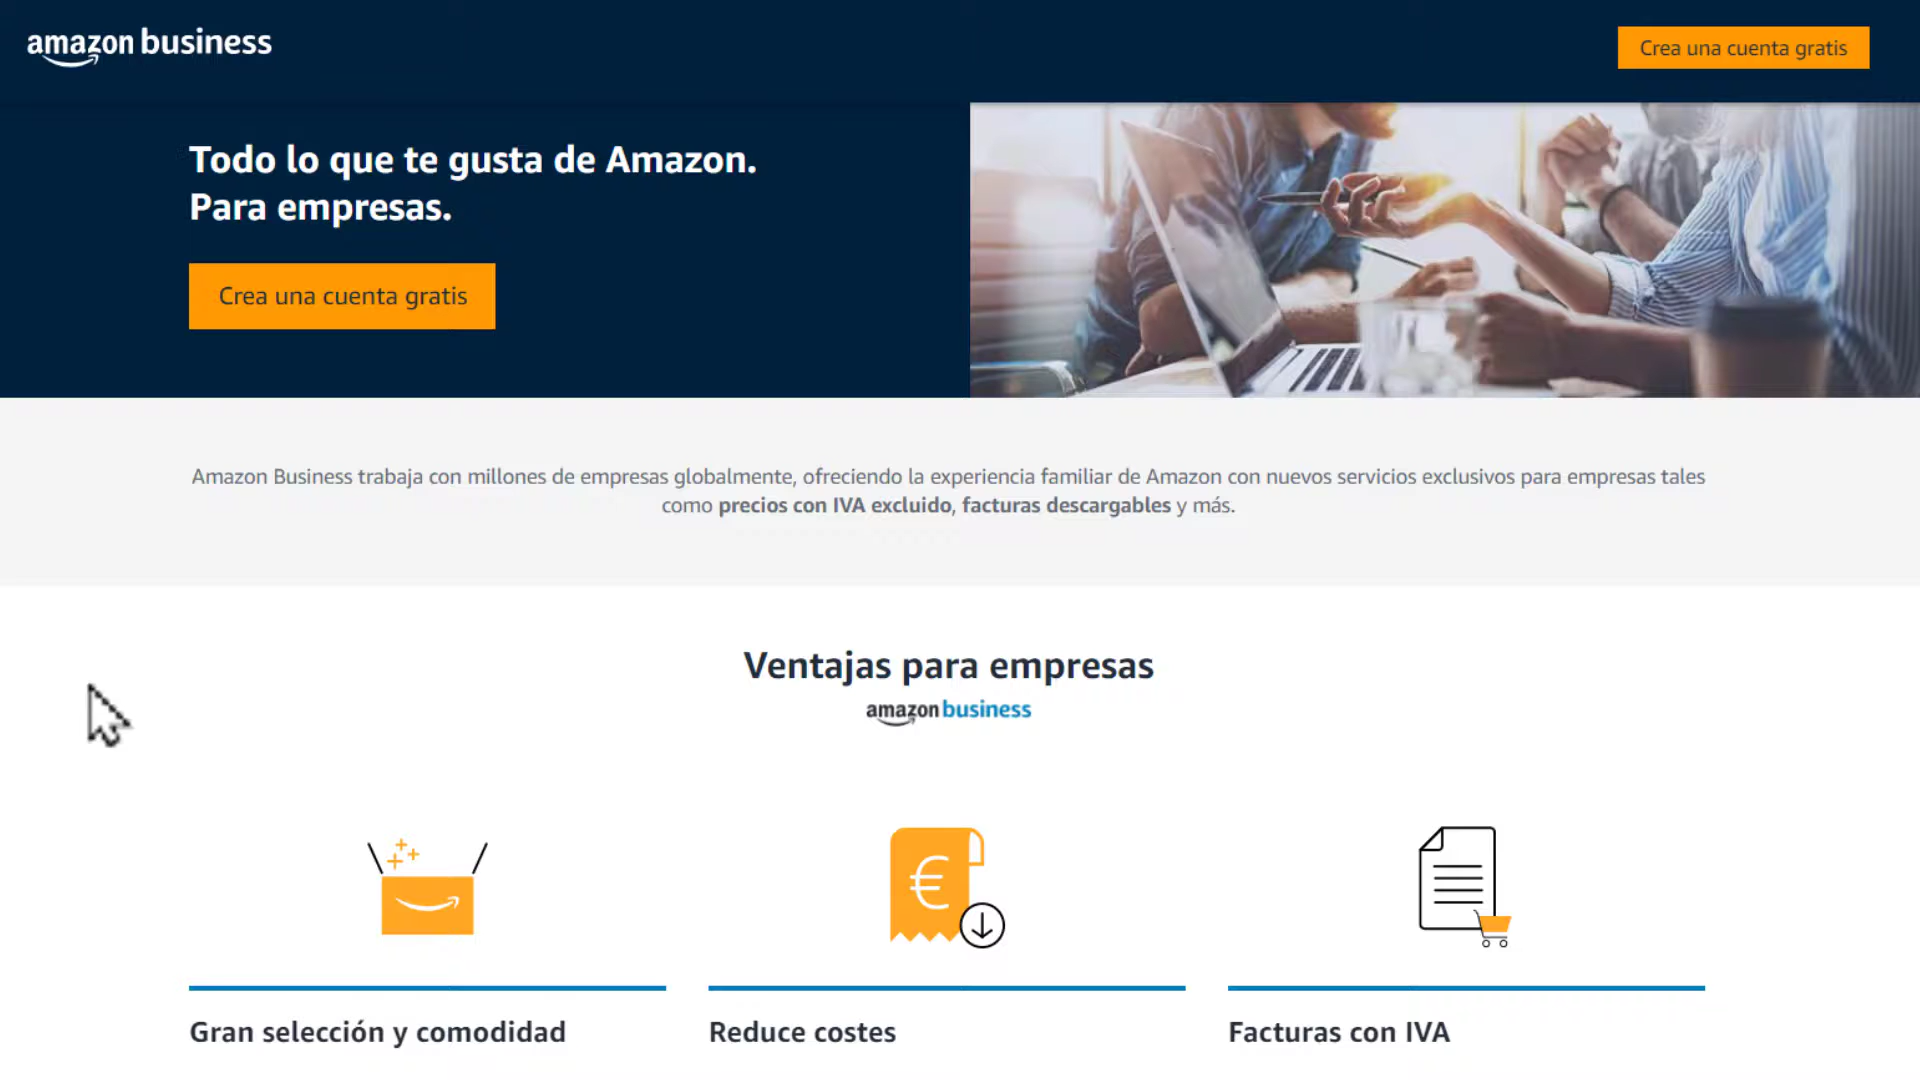 amazon business
Crea una cuenta gratis
Todo lo que te gusta de Amazon.
Para empresas.
Crea una cuenta gratis
Amazon Business trabaja con millones de empresas globalmente, ofreciendo la experiencia familiar de Amazon con nuevos servicios exclusivos para empresas tales
como precios con IVA excluido, facturas descargables y más.
Ventajas para empresas
amazon business
€
Gran selección y comodidad
Reduce costes
Facturas con IVA